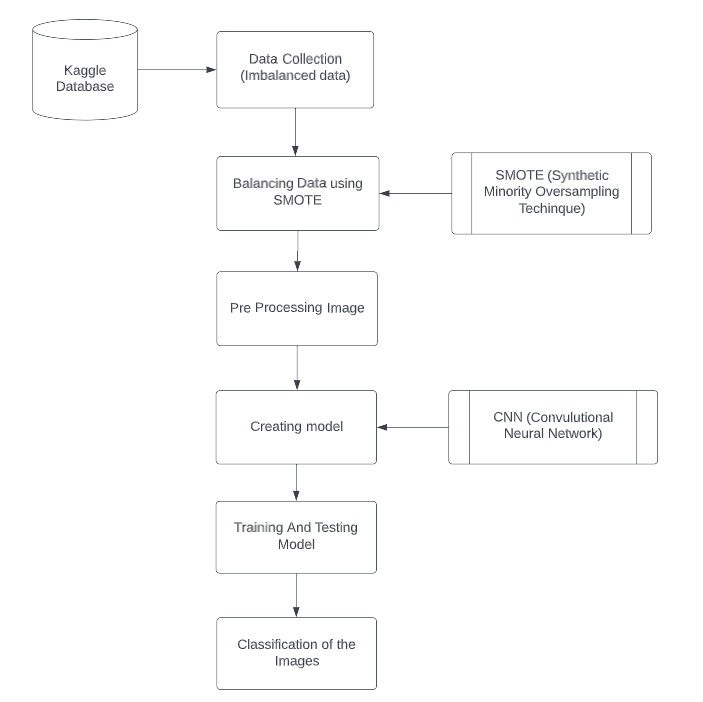 Kaggle
Database
Data Collection
(Imbalanced data)
Balancing Data using
SMOTE
SMOTE (Synthetic
Minority Oversampling
Techinque)
Pre Processing Image
Creating model
CNN (Convulutional
Neural Network)
Training And Testing
Model
Classification of the
Images